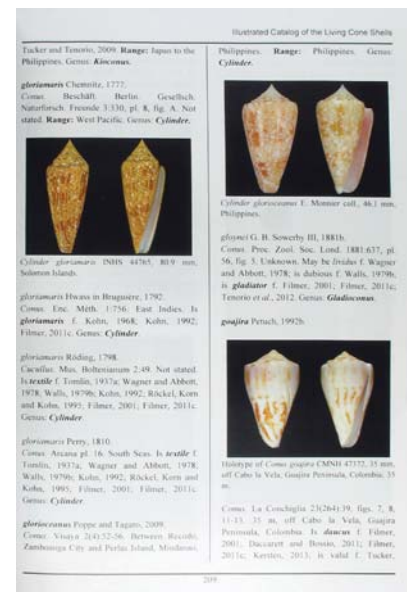 Illustrated Catalog of the Living Cone Shells
Tucker and Tenorio, 2009. Range: Japan to the
Philippines. Genus: Kioconus.
gloriamaris Chemnitz, 1777.
Conus. Beschäft. Berlin. Gesellsch.
Naturforsch. Freunde 3:330, pl. 8, fig. A. Not
stated. Range: West Pacific. Genus: Cylinder.
Cylinder gloriamaris INHS 44765, 80.9 mm,
Solomon Islands.
gloriamaris Hwass in Bruguière, 1792.
Conus. Enc. Méth. 1:756. East Indies. Is
gloriamaris f. Kohn, 1968; Kohn, 1992;
Filmer, 2011c. Genus: Cylinder.
gloriamaris Röding, 1798.
Cucullus. Mus. Boltenianum 2:49. Not stated.
Is textile f. Tomlin, 1937a; Wagner and Abbott,
1978, Walls, 1979b; Kohn, 1992; Röckel, Korn
and Kohn, 1995; Filmer, 2001; Filmer, 2011c.
Genus: Cylinder.
gloriamaris Perry, 1810.
Conus. Arcana pl. 16. South Seas. Is textile f.
Tomlin, 1937a, Wagner and Abbott, 1978,
Walls, 1979b; Kohn, 1992; Röckel, Korn and
Kohn, 1995; Filmer, 2001; Filmer, 2011c.
Genus: Cylinder.
glorioceanus Poppe and Tagaro, 2009.
Conus. Visaya 2(4):52-56. Between Recodo,
Zamboanga City and Perlas Island, Mindanao,
Philippines. Range: Philippines. Genus:
Cylinder.
Cylinder glorioceanus E. Monnier coll., 46.1 mm,
Philippines.
gloynei G. B. Sowerby III, 1881b.
Conus. Proc. Zool. Soc. Lond. 1881:637, pl.
56, fig. 5. Unknown. May be lividus f. Wagner
and Abbott, 1978; is dubious f. Walls, 1979b,
is gladiator f. Filmer, 2001; Filmer, 2011c;
Tenorio et al., 2012. Genus: Gladioconus.
goajira Petuch, 1992b.
Holotype of Conus goajira CMNH 47372, 35 mm,
off Cabo la Vela, Goajira Peninsula, Colombia, 35
m.
Conus. La Conchiglia 23(264):39, figs. 7, 8,
11-13. 35 m, off Cabo la Vela, Goajira
Peninsula, Colombia. Is daucus f. Filmer,
2001; Daccarett and Bossio, 2011; Filmer,
2011c; Kersten, 2013; is valid f. Tucker,
209